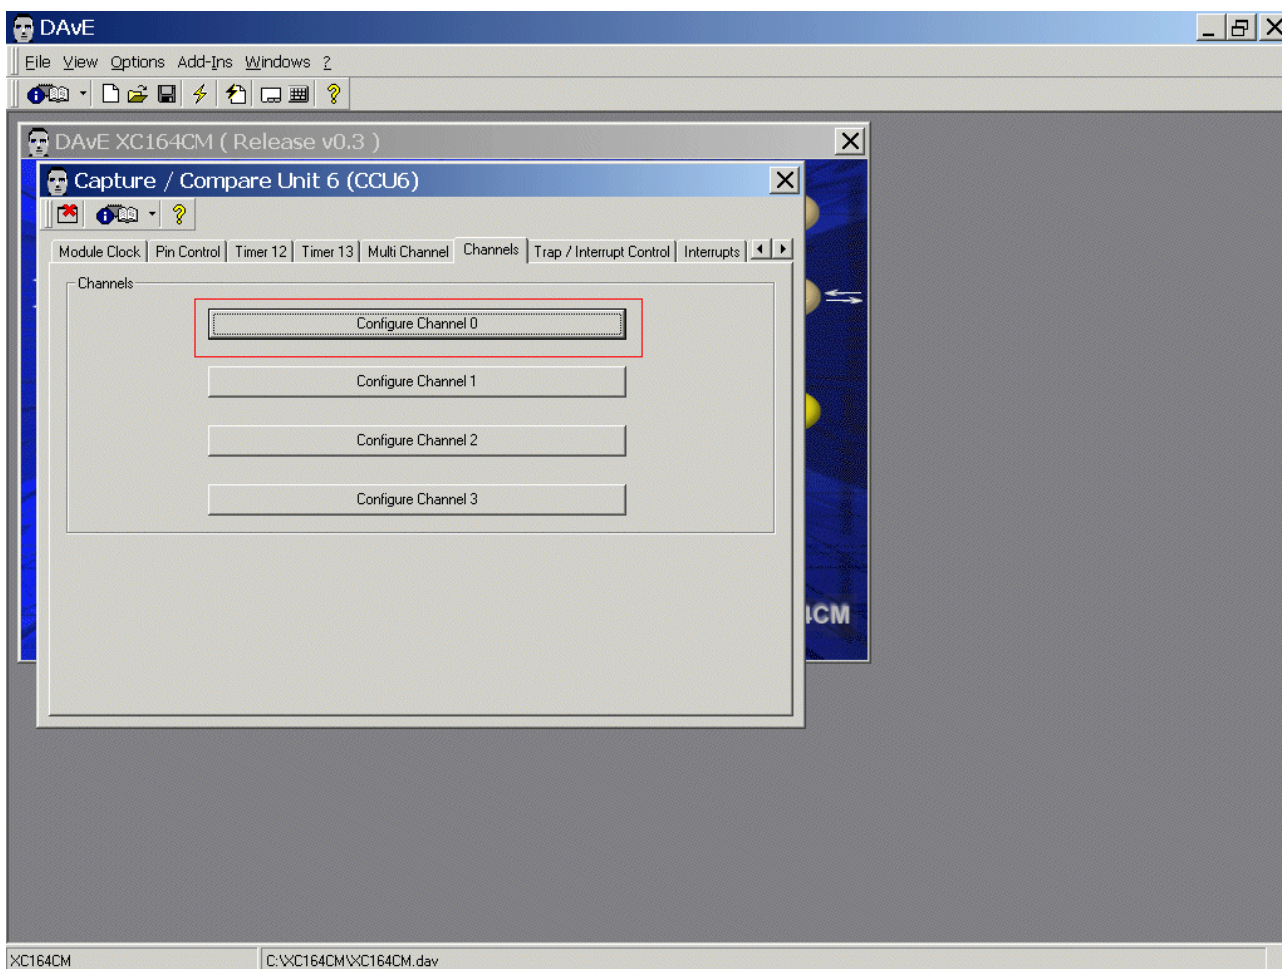 DAvE
File View Options Add-Ins Windows ?
DAvE XC164CM ( Release v0.3 )
Capture / Compare Unit 6 (CCU6)
Module Clock Pin Control Timer 12 Timer 13 Multi Channel Channels Trap / Interrupt Control Interrupts
Channels
Configure Channel 0
Configure Channel 1
Configure Channel 2
Configure Channel 3
4CM
XC164CM C:\XC164CM\XC164CM.dav